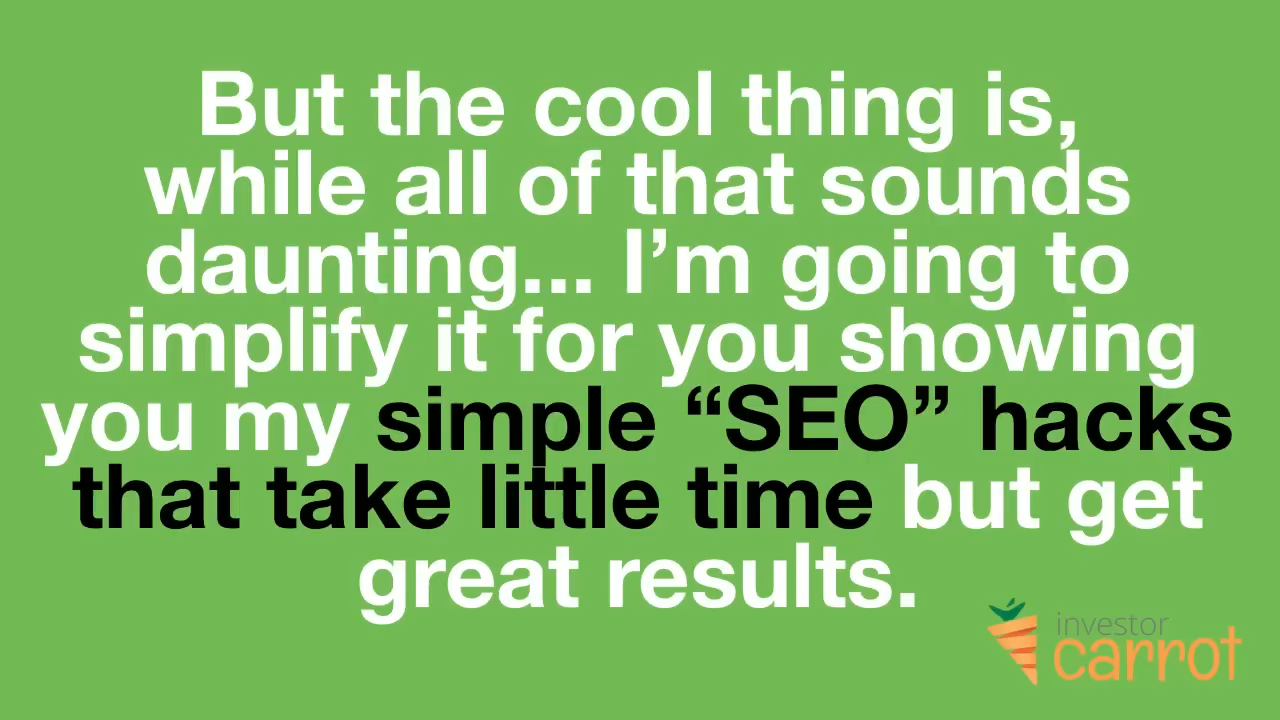 But the cool thing is,
while all of that sounds
daunting... I’m going to
simplify it for you showing
you my simple “SEO” hacks
that take little time but get
great results.
investor
carrot